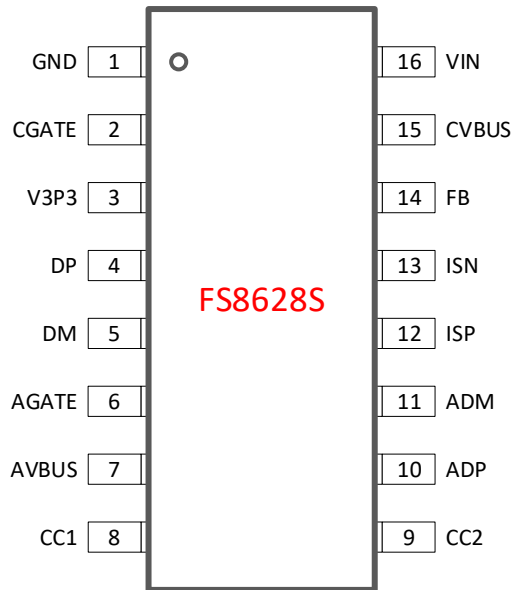 GND 1 16 VIN
CGATE 2 15 CVBUS
V3P3 3 14 FB
DP 4 13 ISN
FS8628S
DM 5 12 ISP
AGATE 6 11 ADM
AVBUS 7 10 ADP
CC1 8 9 CC2